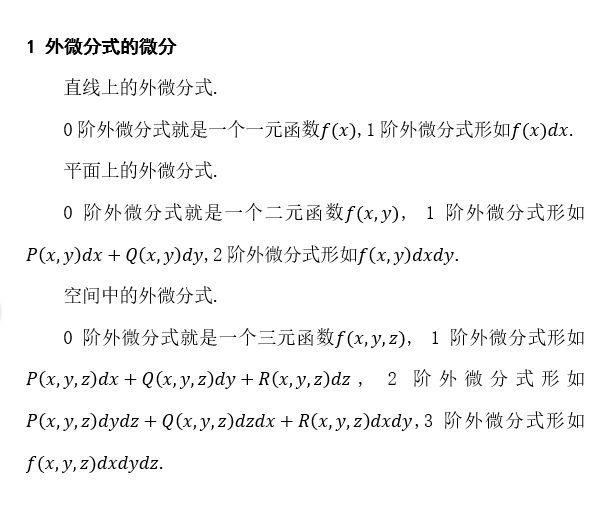 1 外微分式的微分
直线上的外微分式.
0 阶外微分式就是一个一元函数f(x), 1 阶外微分式形如f(x)dx.
平面上的外微分式.
0 阶外微分式就是一个二元函数f(x,y), 1 阶外微分式形如
P(x,y)dx + Q(x,y)dy, 2 阶外微分式形如f(x,y)dxdy.
空间中的外微分式.
0 阶外微分式就是一个三元函数f(x,y,z), 1 阶外微分式形如
P(x,y,z)dx + Q(x,y,z)dy + R(x,y,z)dz , 2 阶外微分式形如
P(x,y,z)dydz + Q(x,y,z)dzdx + R(x,y,z)dxdy, 3 阶外微分式形如
f(x,y,z)dxdydz.